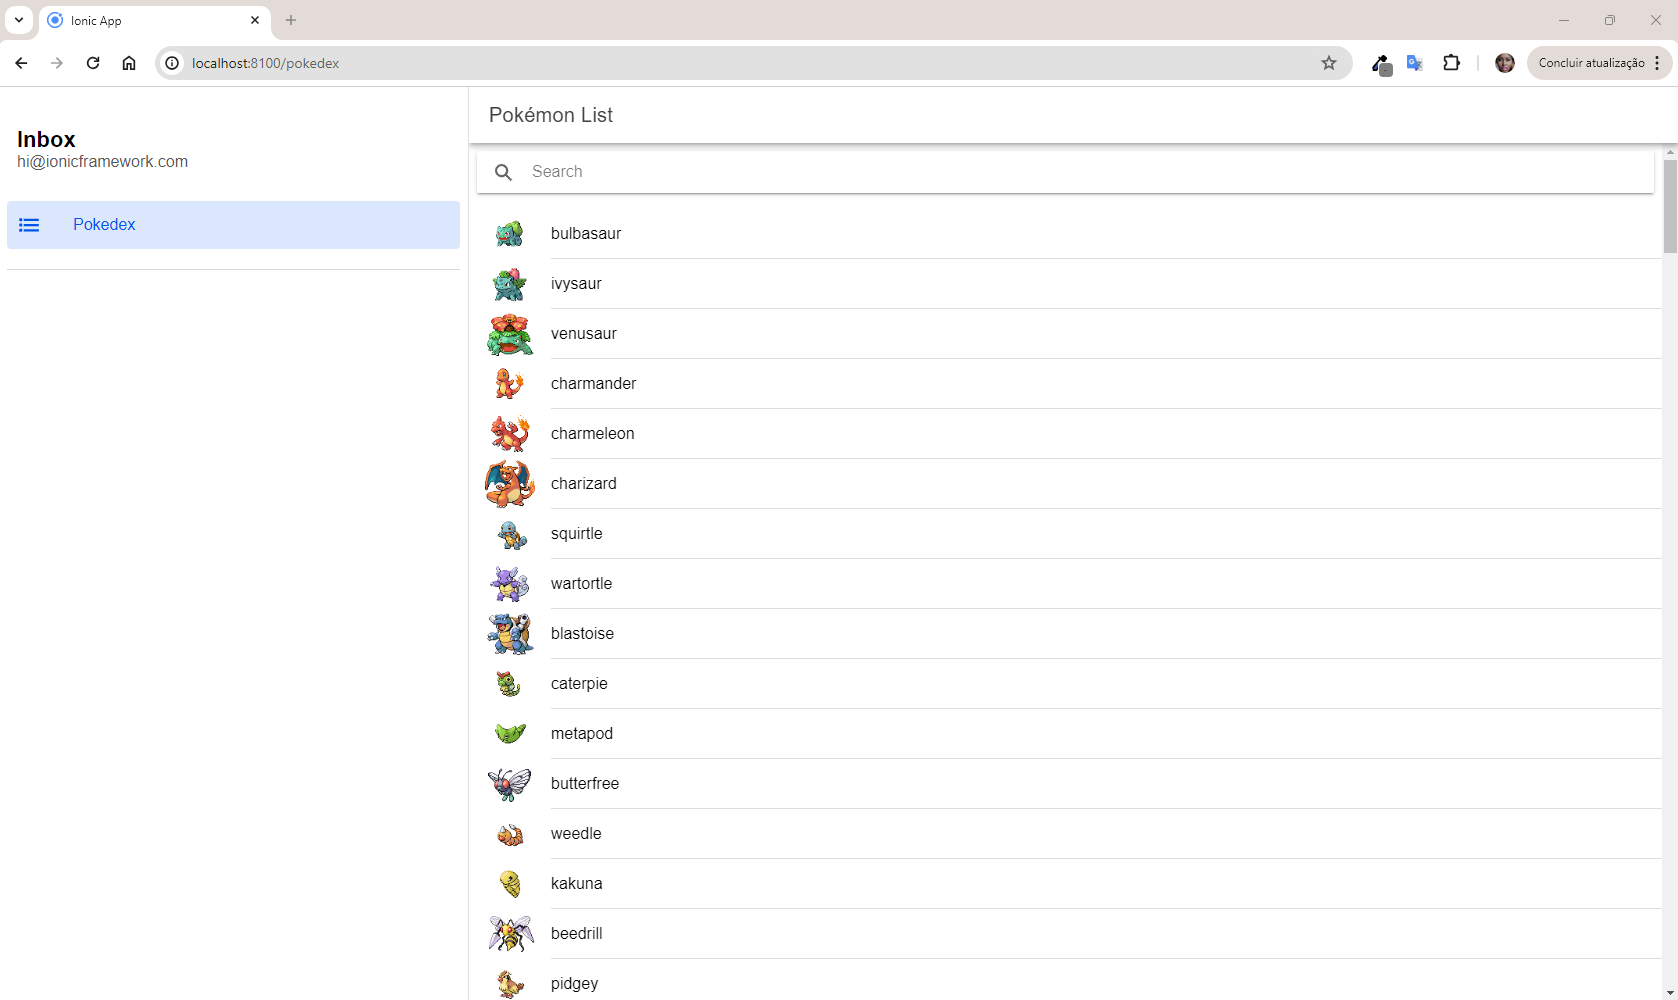 Ionic App
localhost:8100/pokedex
Concluir atualização
Inbox
hi@ionicframework.com
Pokedex
Pokémon List
Search
bulbasaur
ivysaur
venusaur
charmander
charmeleon
charizard
squirtle
wartortle
blastoise
caterpie
metapod
butterfree
weedle
kakuna
beedrill
pidgey